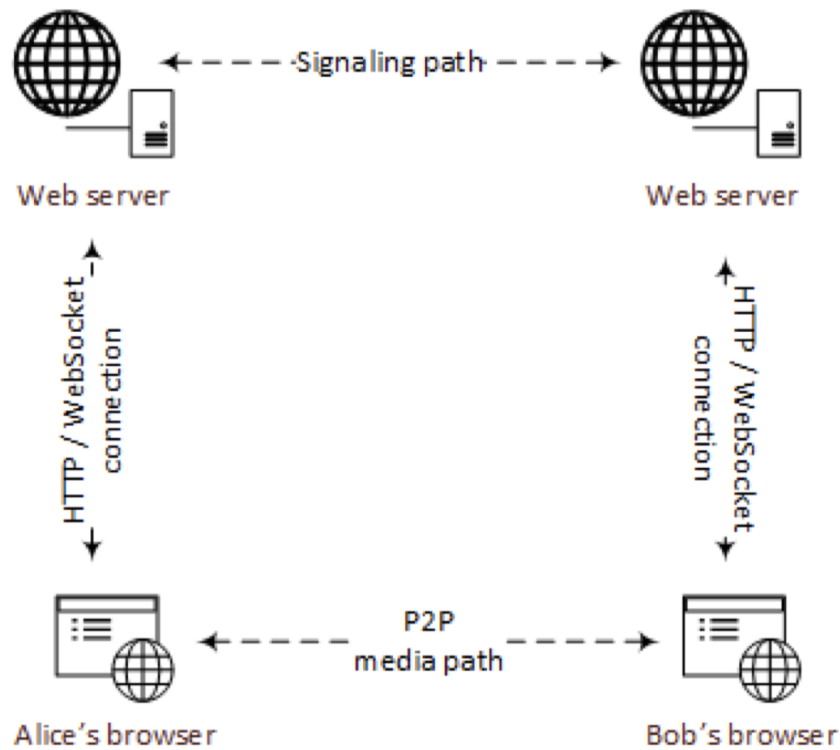 Signaling path
Web server
Web server
HTTP / WebSocket
connection
HTTP / WebSocket
connection
P2P
media path
Alice's browser
Bob's browser